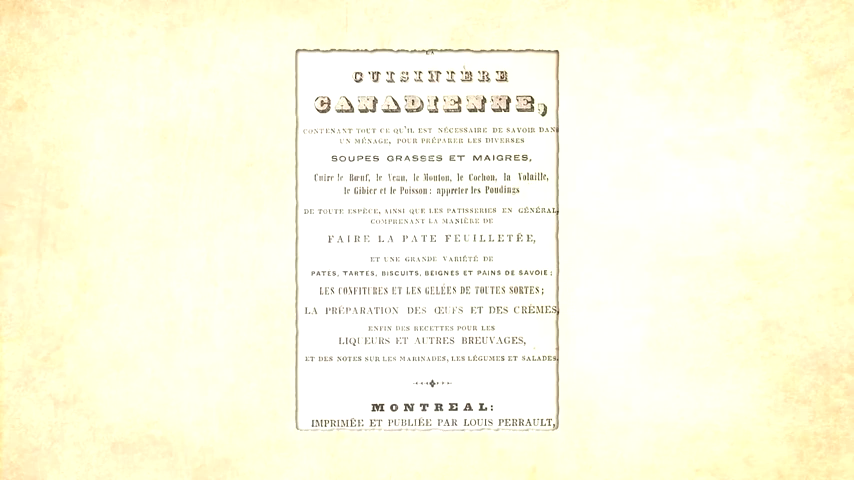 LA
CUISINIÈRE
CANADIENNE,
CONTENANT TOUT CE QU'IL EST NÉCESSAIRE DE SAVOIR DANS
UN MÉNAGE, POUR PRÉPARER LES DIVERSES
SOUPES GRASSES ET MAIGRES,
Cuire le Bœuf, le Veau, le Mouton, le Cochon, la Volaille,
le Gibier et le Poisson: appreter les Poudings
DE TOUTE ESPÈCE, AINSI QUE LES PATISSERIES EN GÉNÉRAL,
COMPRENANT LA MANIÈRE DE
FAIRE LA PATE FEUILLETÉE,
ET UNE GRANDE VARIÉTÉ DE
PATES, TARTES, BISCUITS, BEIGNES ET PAINS DE SAVOIE;
LES CONFITURES ET LES GELÉES DE TOUTES SORTES;
LA PRÉPARATION DES ŒUFS ET DES CRÊMES,
ENFIN DES RECETTES POUR LES
LIQUEURS ET AUTRES BREUVAGES,
ET DES NOTES SUR LES MARINADES, LES LÉGUMES ET SALADES.
MONTREAL:
IMPRIMÉE ET PUBLIÉE PAR LOUIS PERRAULT,